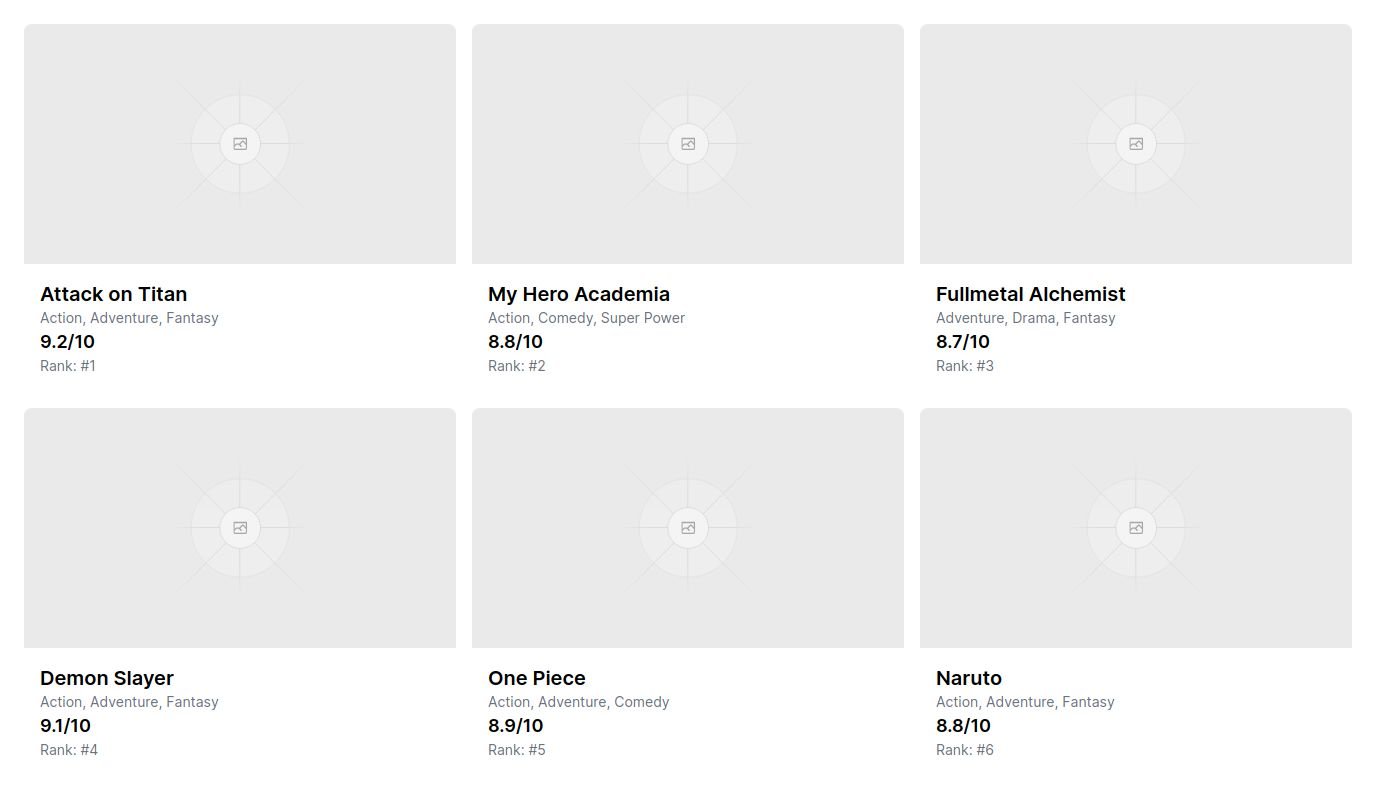 Attack on Titan
Action, Adventure, Fantasy
9.2/10
Rank: #1
My Hero Academia
Action, Comedy, Super Power
8.8/10
Rank: #2
Fullmetal Alchemist
Adventure, Drama, Fantasy
8.7/10
Rank: #3
Demon Slayer
Action, Adventure, Fantasy
9.1/10
Rank: #4
One Piece
Action, Adventure, Comedy
8.9/10
Rank: #5
Naruto
Action, Adventure, Fantasy
8.8/10
Rank: #6